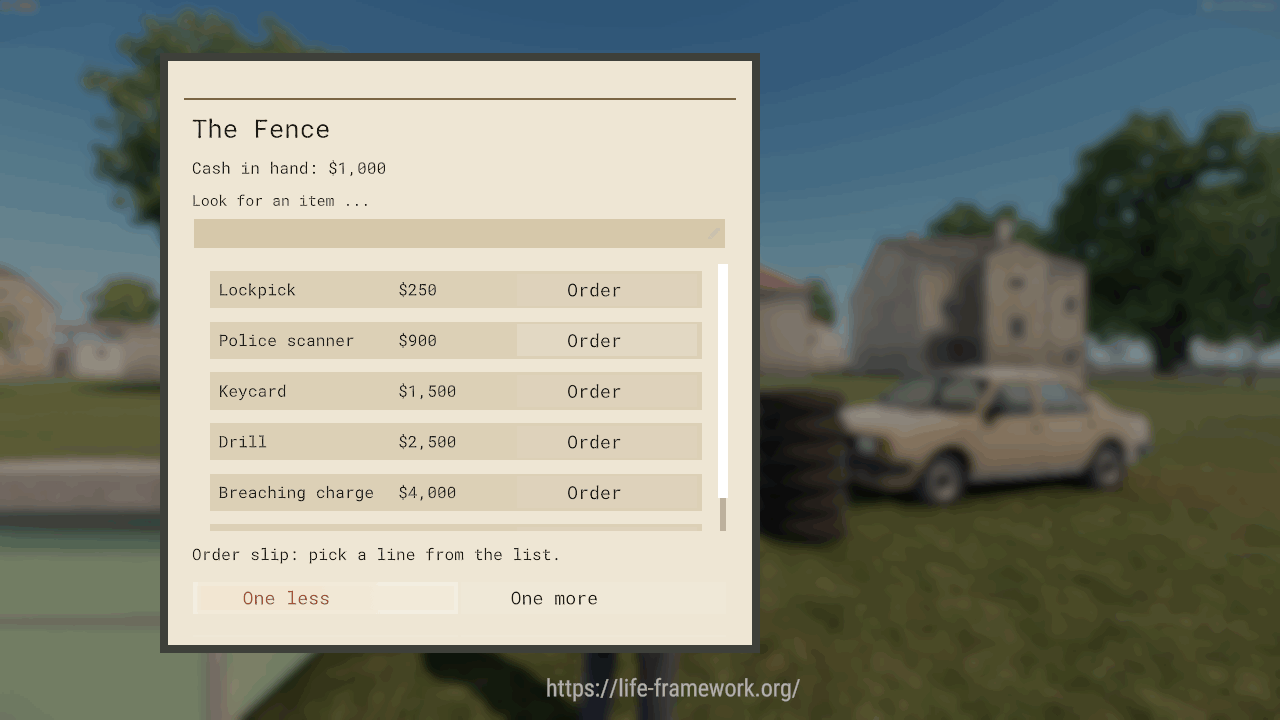 The Fence
Cash in hand: $1,000
Look for an item ...
Lockpick $250 Order
Police scanner $900 Order
Keycard $1,500 Order
Drill $2,500 Order
Breaching charge $4,000 Order
Order slip: pick a line from the list.
One less One more
https://life-framework.org/